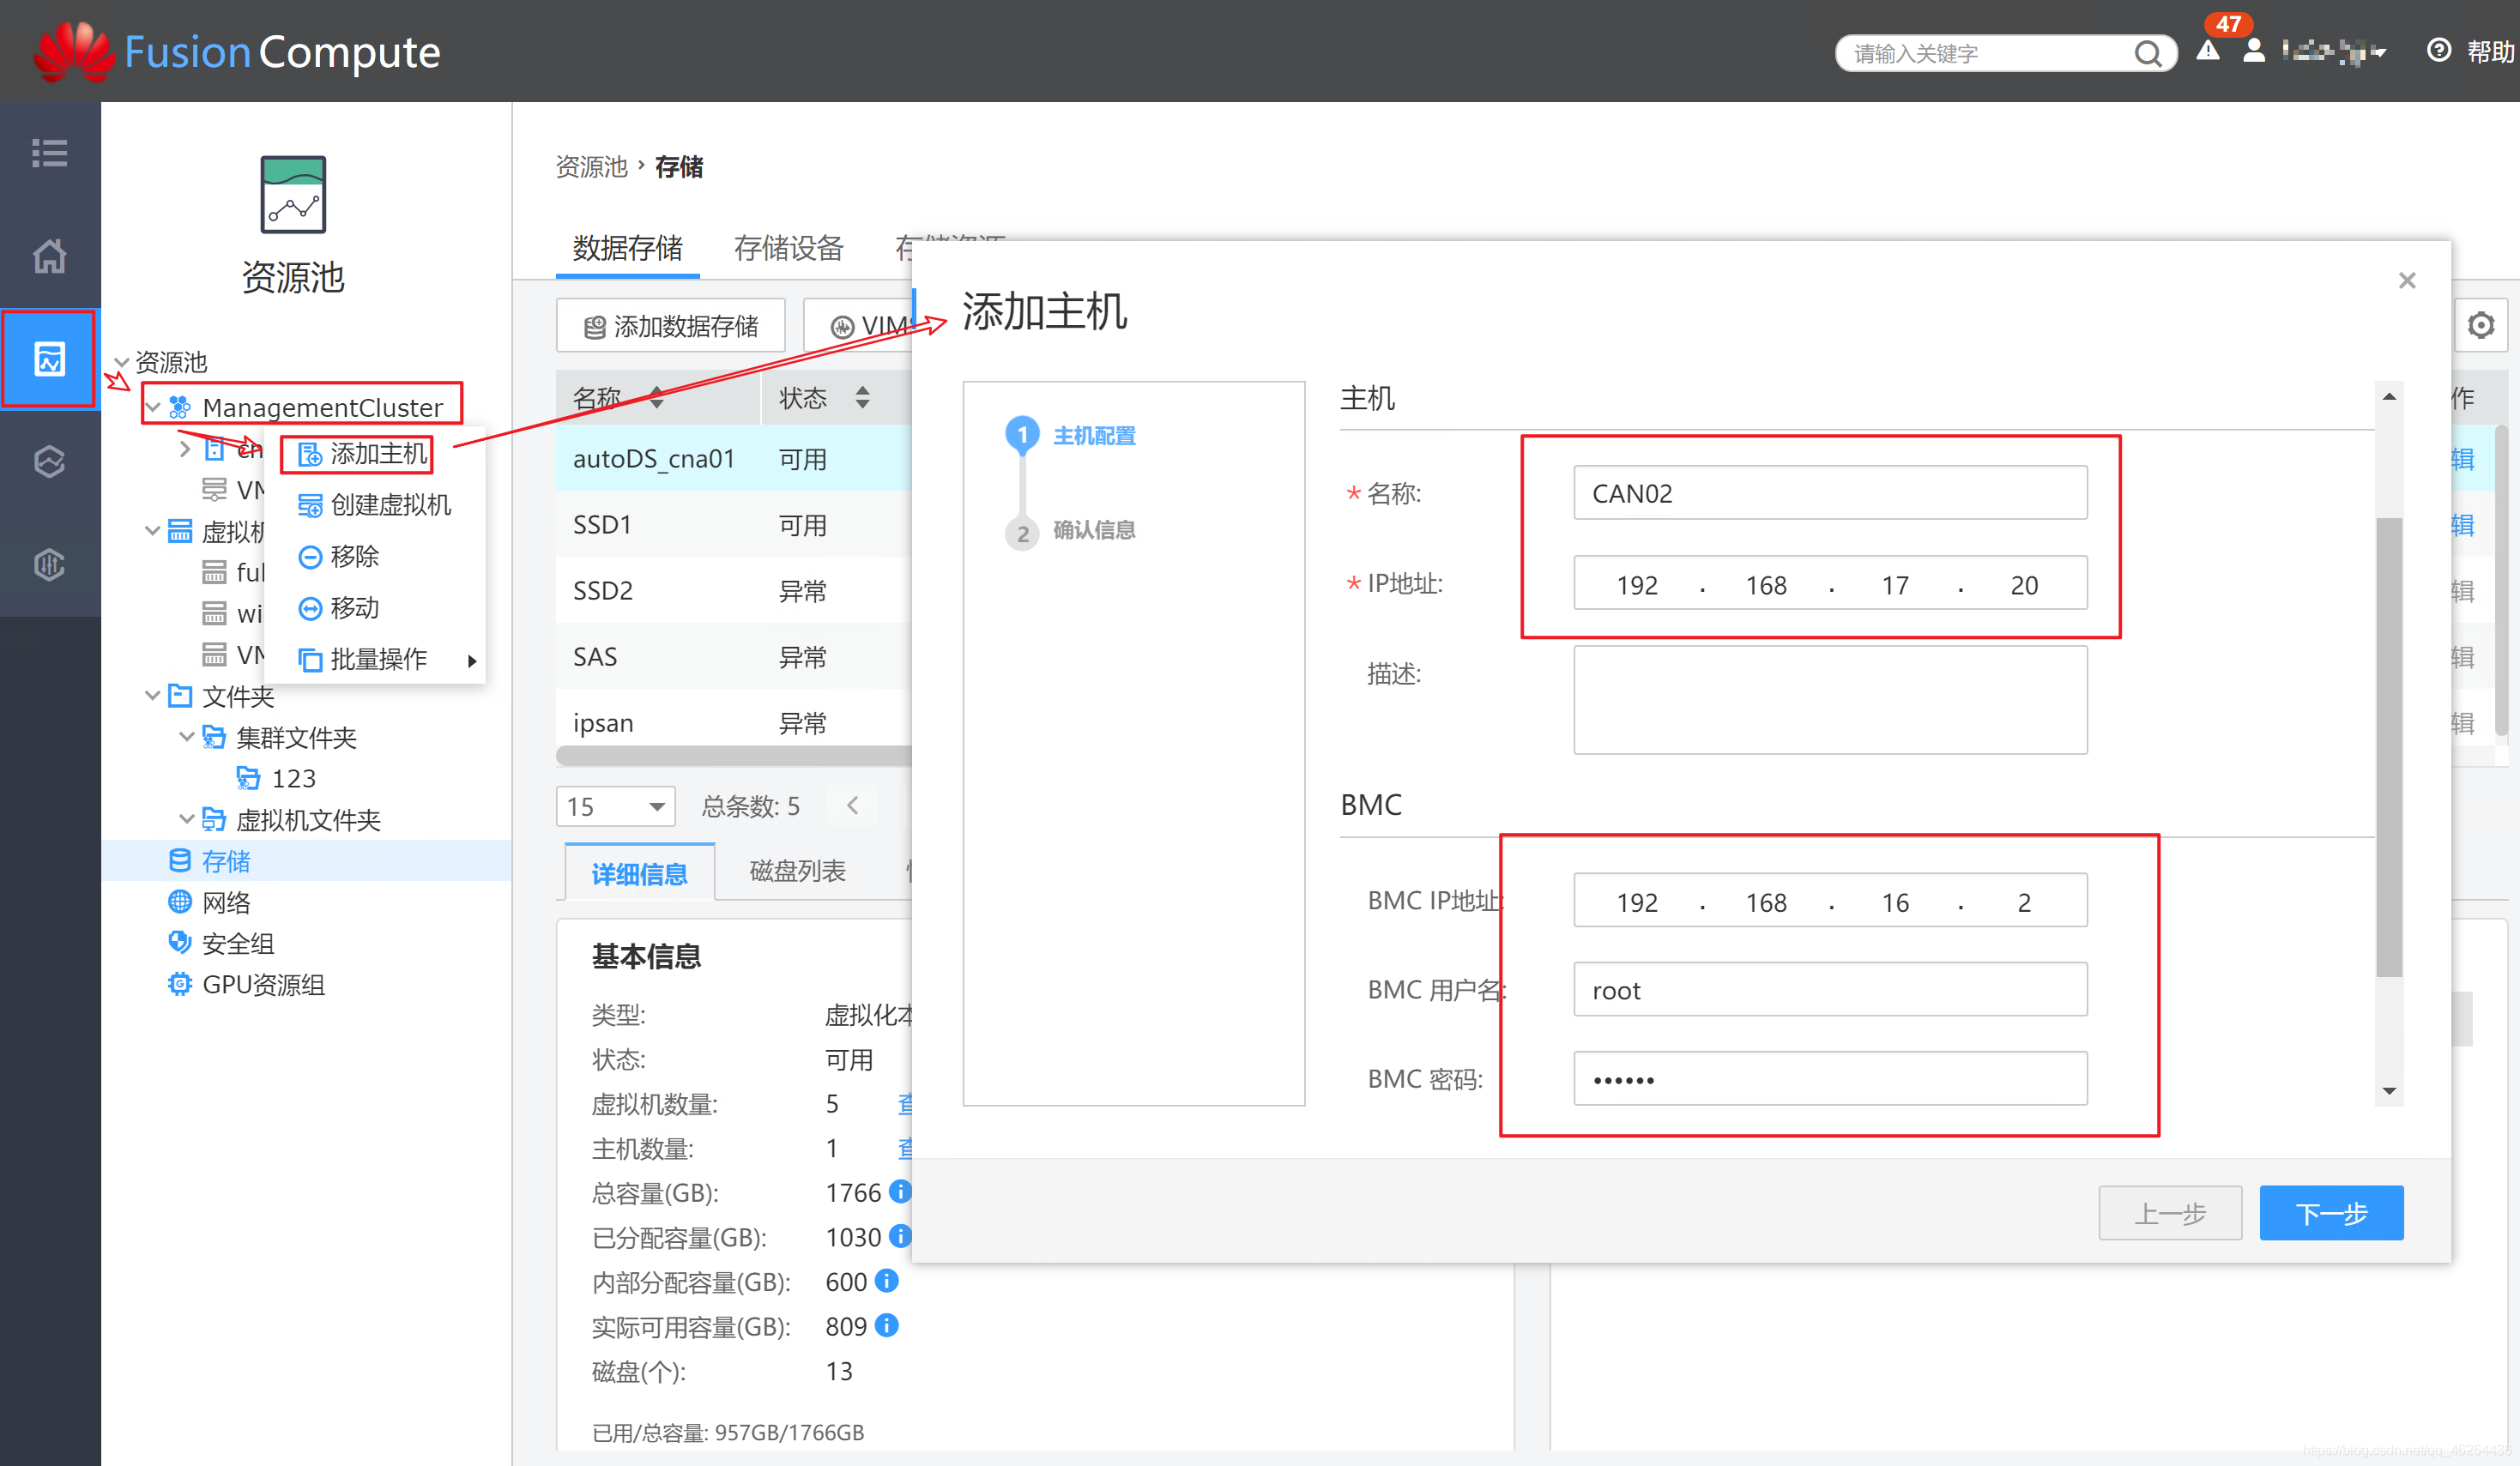 FusionCompute
请输入关键字
47
帮助
资源池
资源池
ManagementCluster
添加主机
创建虚拟机
移除
移动
批量操作
cn
VM
虚拟机
ful
wi
VM
文件夹
集群文件夹
123
虚拟机文件夹
存储
网络
安全组
GPU资源组
资源池 › 存储
数据存储 存储设备 存储资源
添加数据存储 VIMS
名称 状态 作
autoDS_cna01 可用 辑
SSD1 可用 辑
SSD2 异常 辑
SAS 异常 辑
ipsan 异常 辑
15 总条数: 5
详细信息 磁盘列表
基本信息
类型: 虚拟化本
状态: 可用
虚拟机数量: 5 查
主机数量: 1 查
总容量(GB): 1766
已分配容量(GB): 1030
内部分配容量(GB): 600
实际可用容量(GB): 809
磁盘(个): 13
已用/总容量: 957GB/1766GB
添加主机
1 主机配置
2 确认信息
主机
* 名称: CAN02
* IP地址: 192 . 168 . 17 . 20
描述:
BMC
BMC IP地址: 192 . 168 . 16 . 2
BMC 用户名: root
BMC 密码: ••••••
上一步 下一步
https://blog.csdn.net/qq_46254436